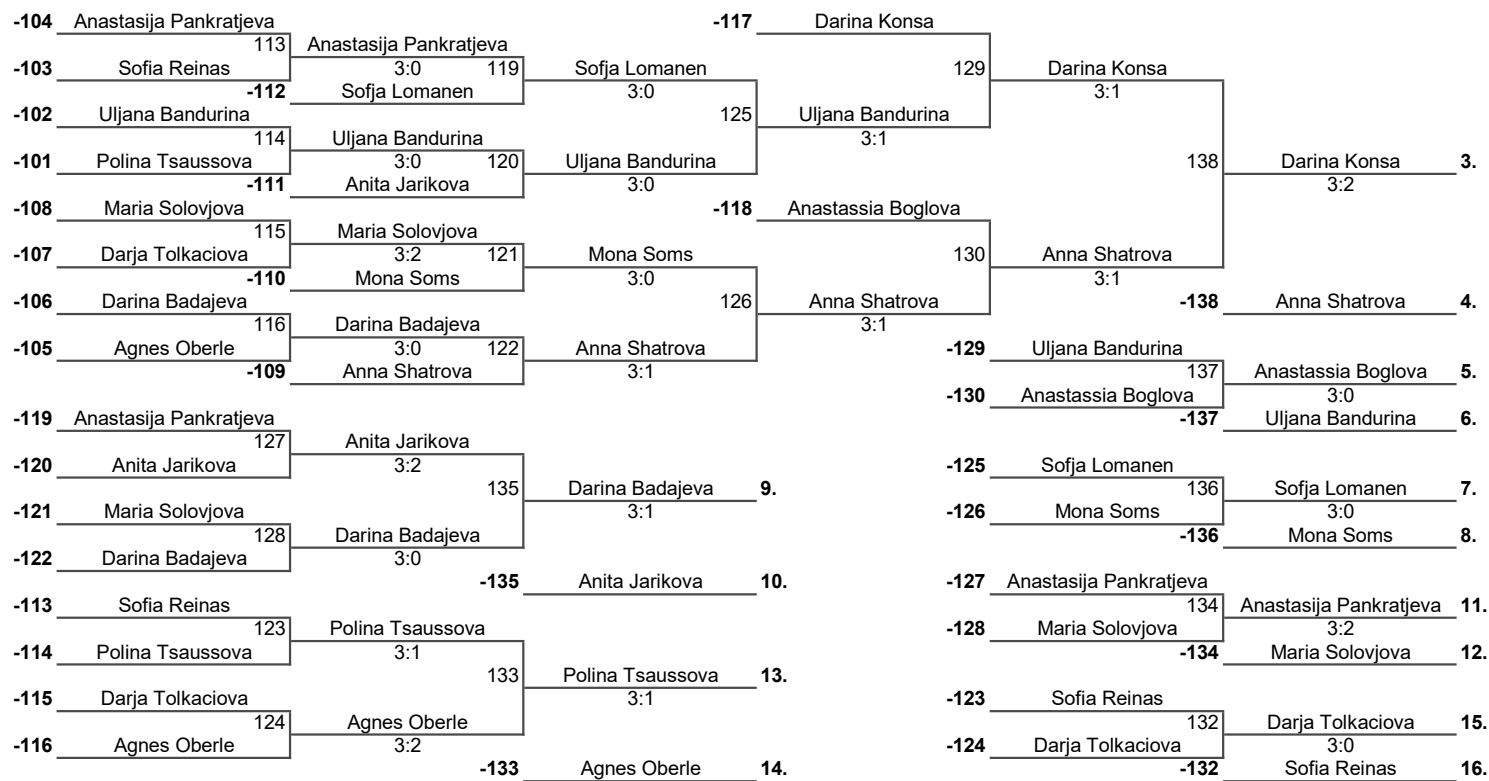 -104 Anastasija Pankratjeva -117 Darina Konsa
113 Anastasija Pankratjeva
-103 Sofia Reinas 3:0 119 Sofja Lomanen 129 Darina Konsa
-112 Sofja Lomanen 3:0 3:1
-102 Uljana Bandurina 125 Uljana Bandurina
114 Uljana Bandurina 3:1
-101 Polina Tsaussova 3:0 120 Uljana Bandurina 138 Darina Konsa 3.
-111 Anita Jarikova 3:0 3:2
-108 Maria Solovjova -118 Anastassia Boglova
115 Maria Solovjova
-107 Darja Tolkaciova 3:2 121 Mona Soms 130 Anna Shatrova
-110 Mona Soms 3:0 3:1
-106 Darina Badajeva 126 Anna Shatrova -138 Anna Shatrova 4.
116 Darina Badajeva 3:1
-105 Agnes Oberle 3:0 122 Anna Shatrova -129 Uljana Bandurina
-109 Anna Shatrova 3:1 137 Anastassia Boglova 5.
-130 Anastassia Boglova 3:0
-119 Anastasija Pankratjeva -137 Uljana Bandurina 6.
127 Anita Jarikova
-120 Anita Jarikova 3:2 -125 Sofja Lomanen
135 Darina Badajeva 9. 136 Sofja Lomanen 7.
-121 Maria Solovjova 3:1 -126 Mona Soms 3:0
128 Darina Badajeva -136 Mona Soms 8.
-122 Darina Badajeva 3:0
-135 Anita Jarikova 10. -127 Anastasija Pankratjeva
-113 Sofia Reinas 134 Anastasija Pankratjeva 11.
123 Polina Tsaussova -128 Maria Solovjova 3:2
-114 Polina Tsaussova 3:1 -134 Maria Solovjova 12.
133 Polina Tsaussova 13.
-115 Darja Tolkaciova 3:1 -123 Sofia Reinas
124 Agnes Oberle 132 Darja Tolkaciova 15.
-116 Agnes Oberle 3:2 -124 Darja Tolkaciova 3:0
-133 Agnes Oberle 14. -132 Sofia Reinas 16.